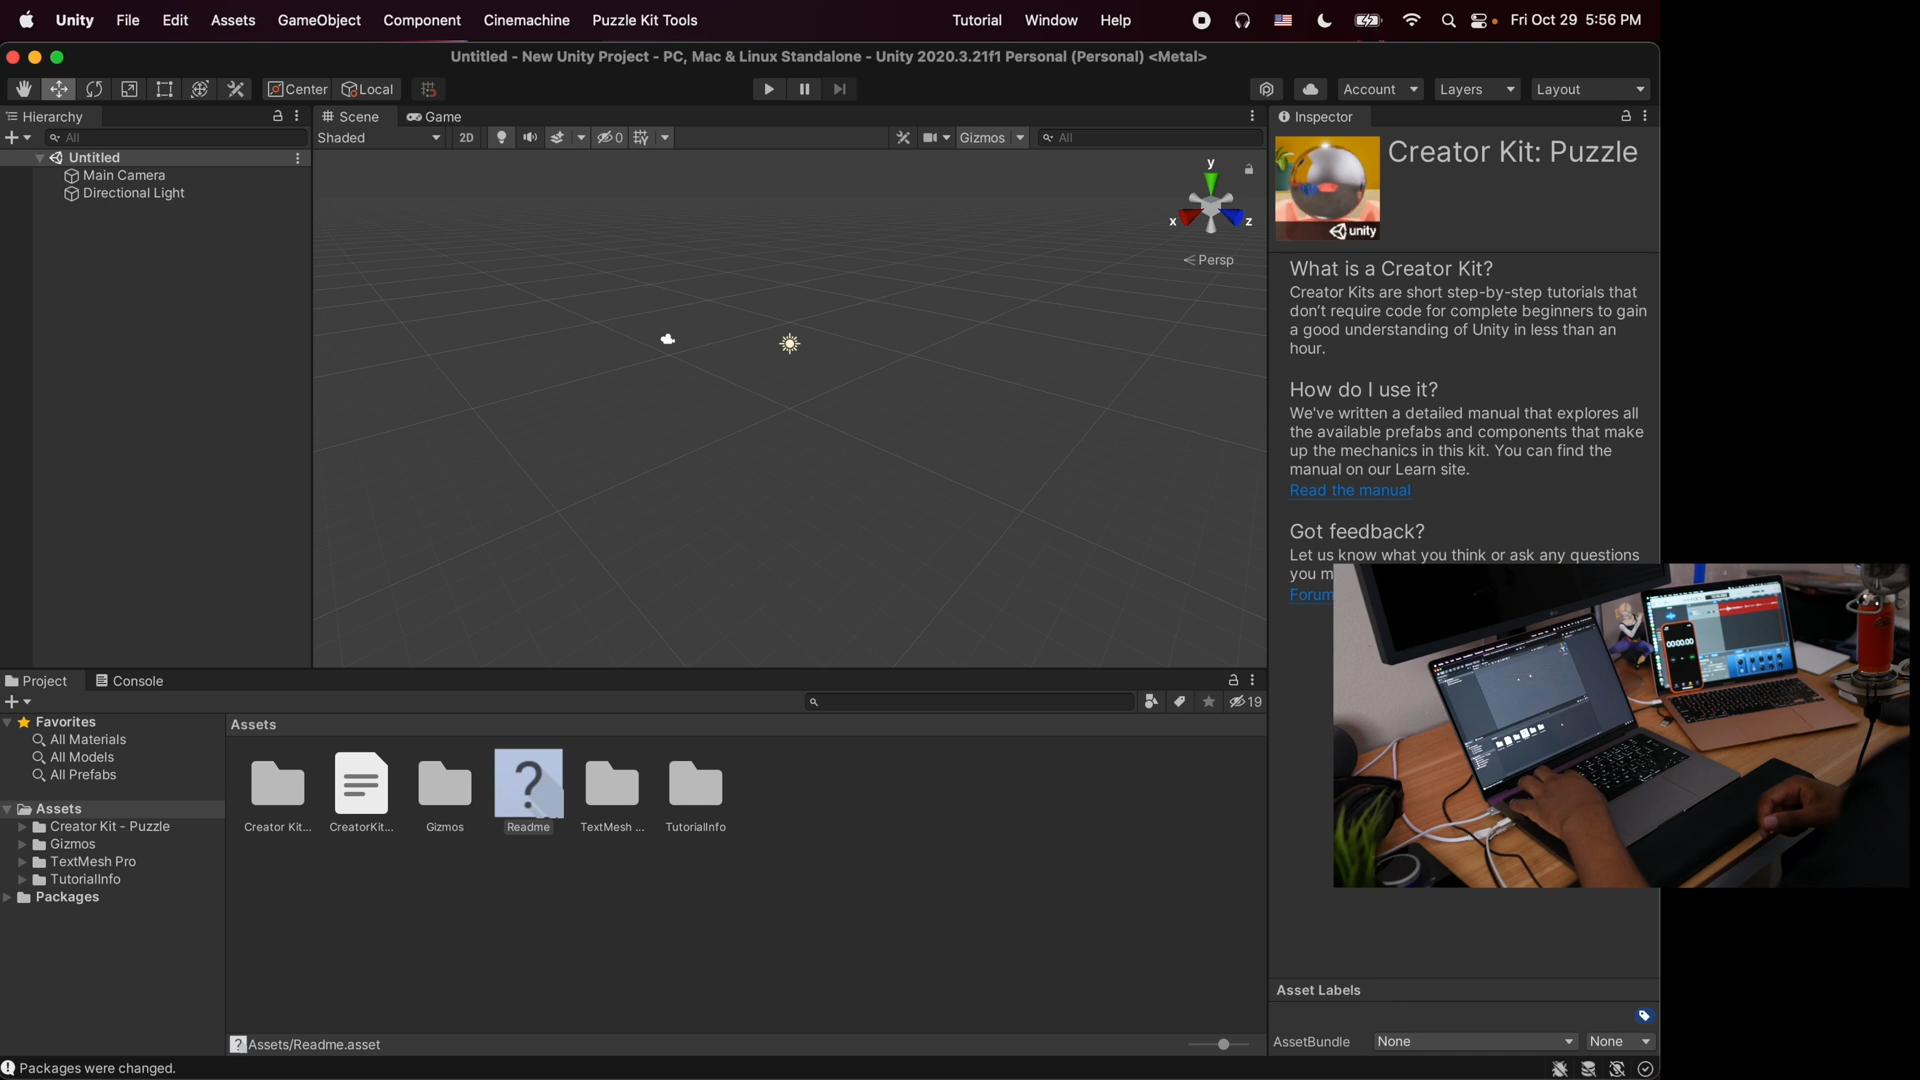 Unity File Edit Assets GameObject Component Cinemachine Puzzle Kit Tools Tutorial Window Help Fri Oct 29 5:56 PM
Untitled - New Unity Project - PC, Mac & Linux Standalone - Unity 2020.3.21f1 Personal (Personal) <Metal>
Center Local Account Layers Layout
Hierarchy
All
Untitled
Main Camera
Directional Light
Scene Game
Shaded 2D 0 Gizmos All
y
x z
Persp
Inspector
Creator Kit: Puzzle
unity
What is a Creator Kit?
Creator Kits are short step-by-step tutorials that
don't require code for complete beginners to gain
a good understanding of Unity in less than an
hour.
How do I use it?
We've written a detailed manual that explores all
the available prefabs and components that make
up the mechanics in this kit. You can find the
manual on our Learn site.
Read the manual
Got feedback?
Let us know what you think or ask any questions
you m
Forum
Project Console
19
Favorites
All Materials
All Models
All Prefabs
Assets
Creator Kit - Puzzle
Gizmos
TextMesh Pro
TutorialInfo
Packages
Assets
Creator Kit... CreatorKit... Gizmos Readme TextMesh ... TutorialInfo
?
? Assets/Readme.asset
00:00.00
Asset Labels
AssetBundle None None
Packages were changed.